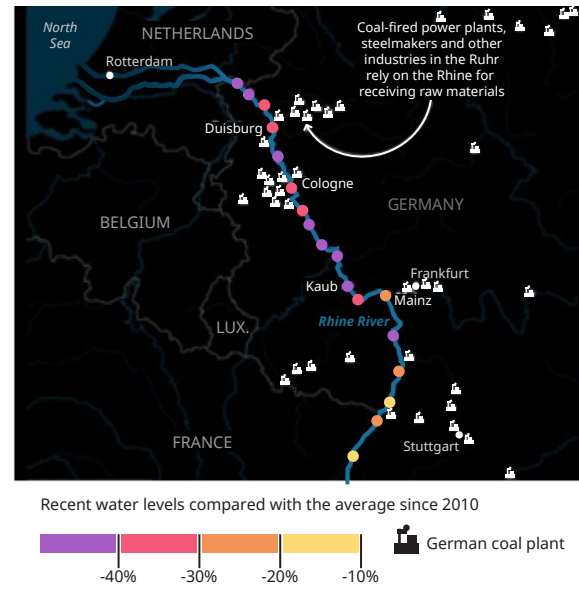 North
Sea
NETHERLANDS
Rotterdam
Coal-fired power plants,
steelmakers and other
industries in the Ruhr
rely on the Rhine for
receiving raw materials
Duisburg
Cologne
GERMANY
BELGIUM
Frankfurt
Kaub
Mainz
Rhine River
LUX.
FRANCE
Stuttgart
Recent water levels compared with the average since 2010
German coal plant
-40%
-30%
-20%
-10%